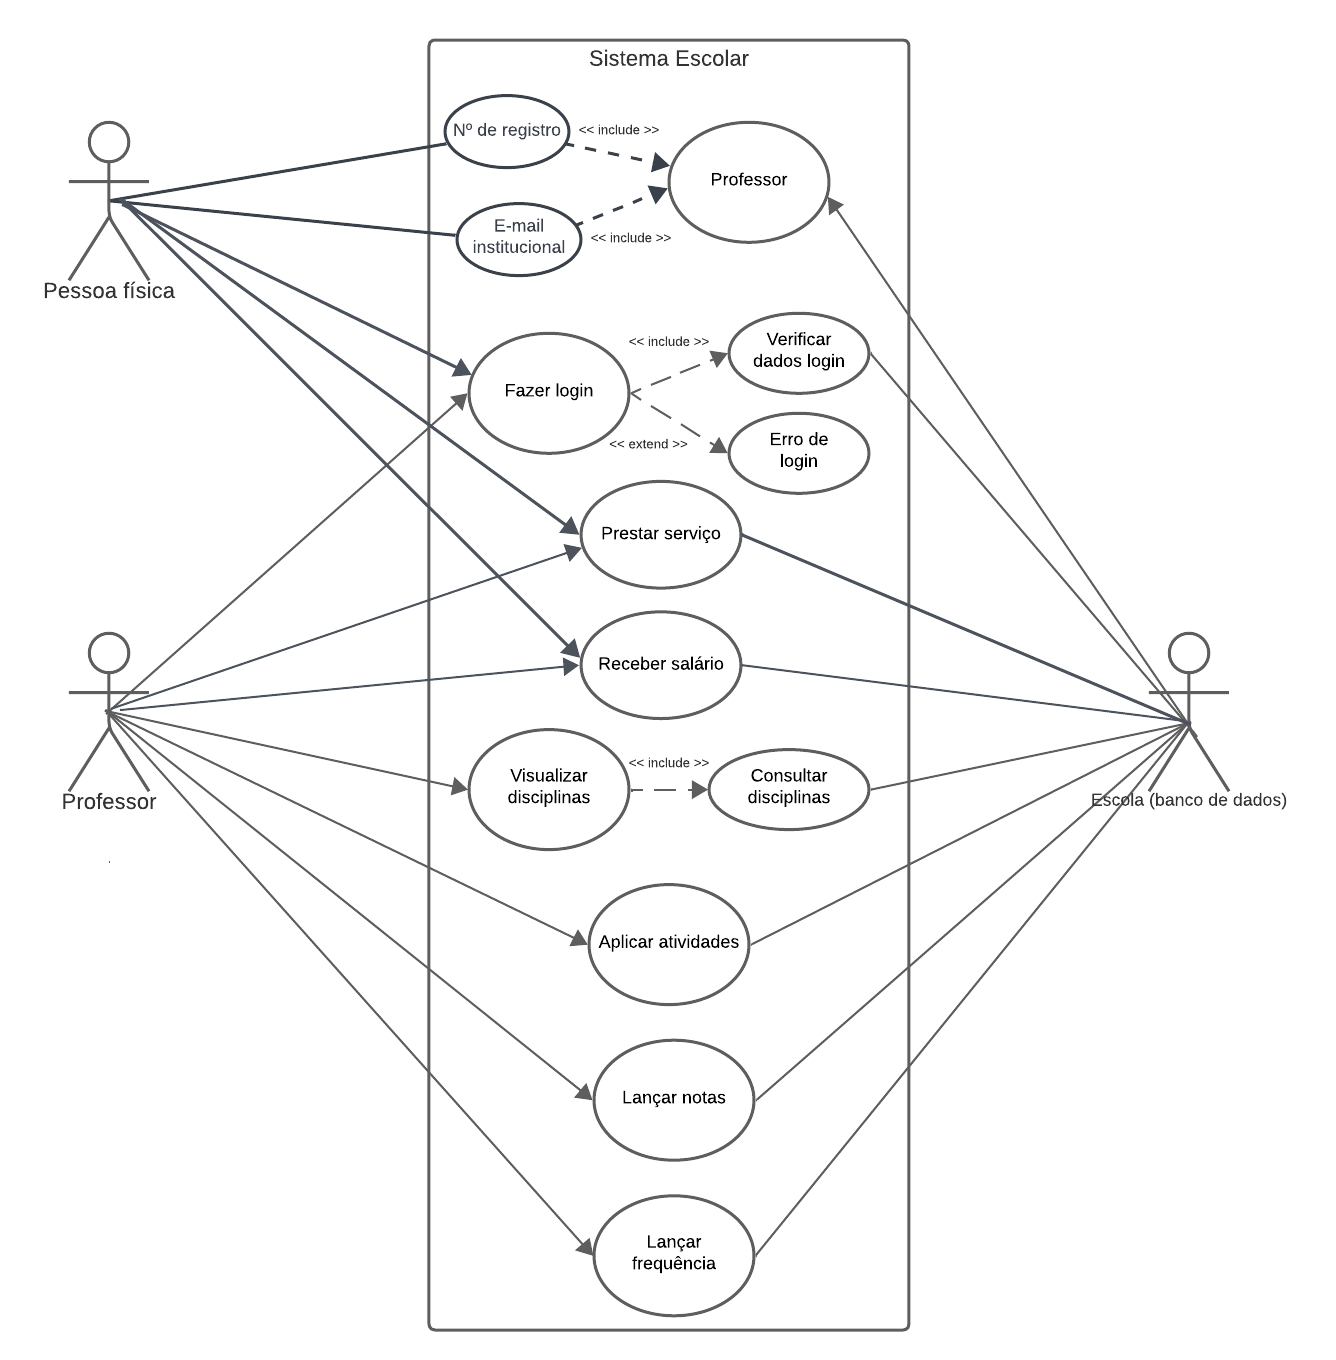 Sistema Escolar
Nº de registro
<< include >>
Professor
E-mail
institucional
<< include >>
Pessoa física
Fazer login
<< include >>
Verificar
dados login
<< extend >>
Erro de
login
Prestar serviço
Receber salário
Professor
.
Visualizar
disciplinas
<< include >>
Consultar
disciplinas
Escola (banco de dados)
Aplicar atividades
Lançar notas
Lançar
frequência